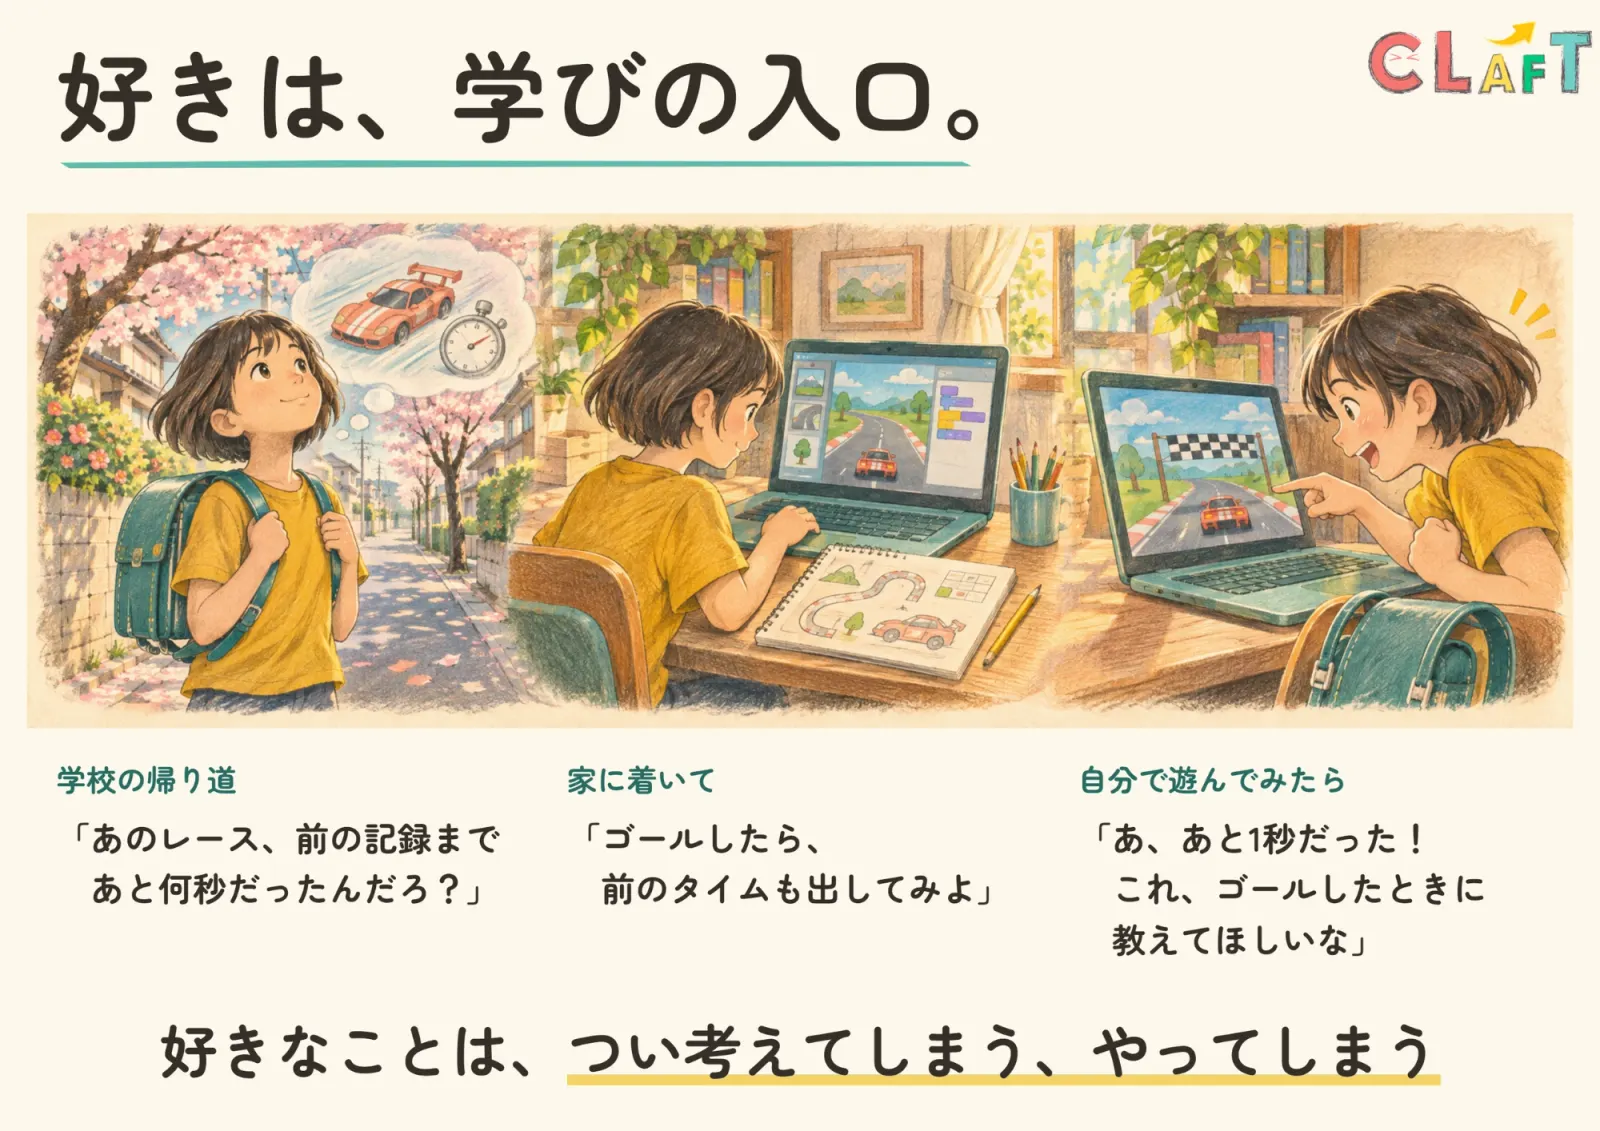 好きは、学びの入口。
CLAFT
学校の帰り道
「あのレース、前の記録まで
あと何秒だったんだろ？」
家に着いて
「ゴールしたら、
前のタイムも出してみよ」
自分で遊んでみたら
「あ、あと1秒だった！
これ、ゴールしたときに
教えてほしいな」
好きなことは、つい考えてしまう、やってしまう